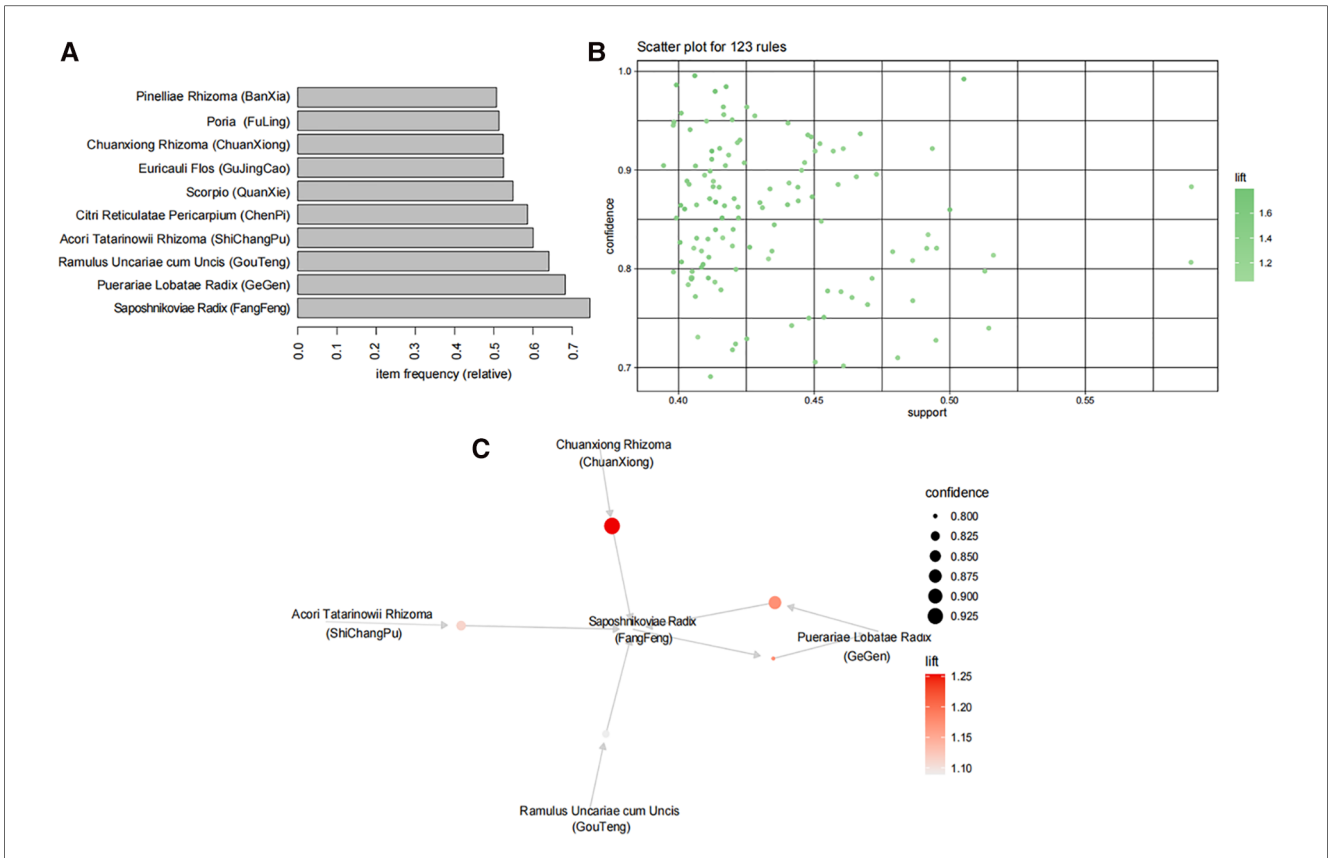 A
Pinelliae Rhizoma (BanXia)
Poria (FuLing)
Chuanxiong Rhizoma (ChuanXiong)
Euricauli Flos (GuJingCao)
Scorpio (QuanXie)
Citri Reticulatae Pericarpium (ChenPi)
Acori Tatarinowii Rhizoma (ShiChangPu)
Ramulus Uncariae cum Uncis (GouTeng)
Puerariae Lobatae Radix (GeGen)
Saposhnikoviae Radix (FangFeng)
0.0
0.1
0.2
0.3
0.4
0.5
0.6
0.7
item frequency (relative)
B
Scatter plot for 123 rules
1.0
0.9
0.8
0.7
confidence
0.40
0.45
0.50
0.55
support
lift
1.6
1.4
1.2
C
Chuanxiong Rhizoma
(ChuanXiong)
Acori Tatarinowii Rhizoma
(ShiChangPu)
Saposhnikoviae Radix
(FangFeng)
Puerariae Lobatae Radix
(GeGen)
Ramulus Uncariae cum Uncis
(GouTeng)
confidence
0.800
0.825
0.850
0.875
0.900
0.925
lift
1.25
1.20
1.15
1.10